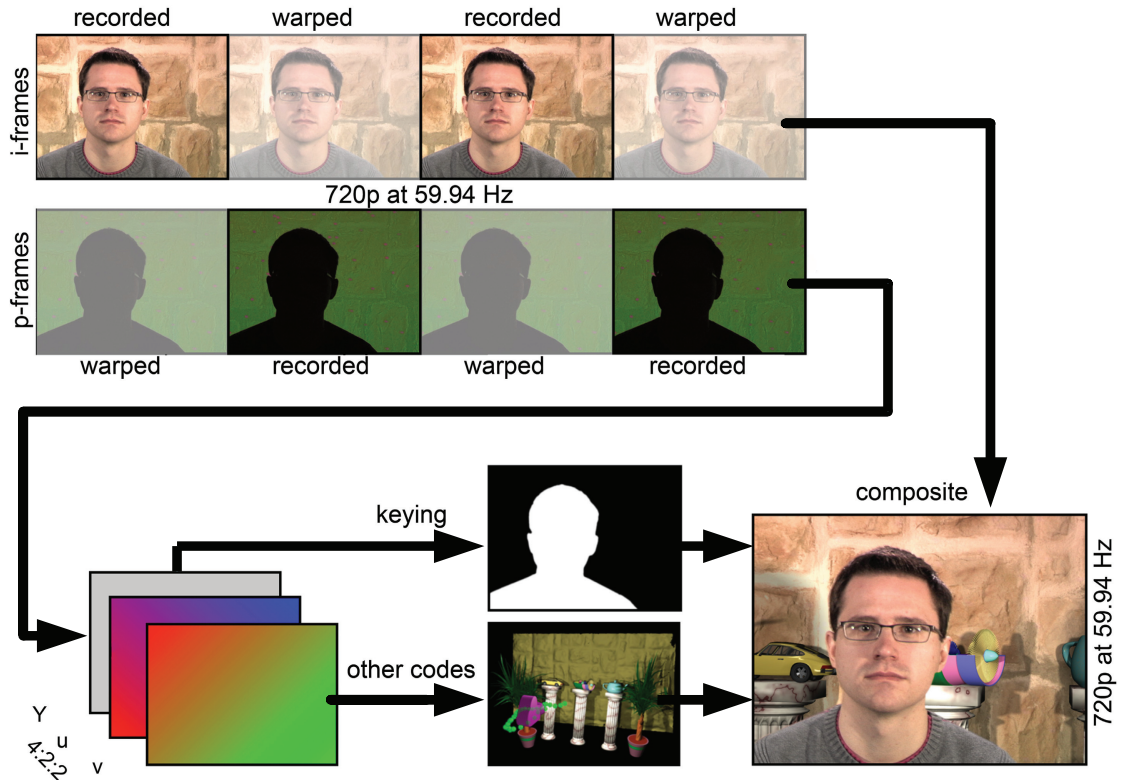 recorded
warped
recorded
warped
i-frames
720p at 59.94 Hz
p-frames
warped
recorded
warped
recorded
keying
composite
other codes
720p at 59.94 Hz
Y
u
v
4:2:2